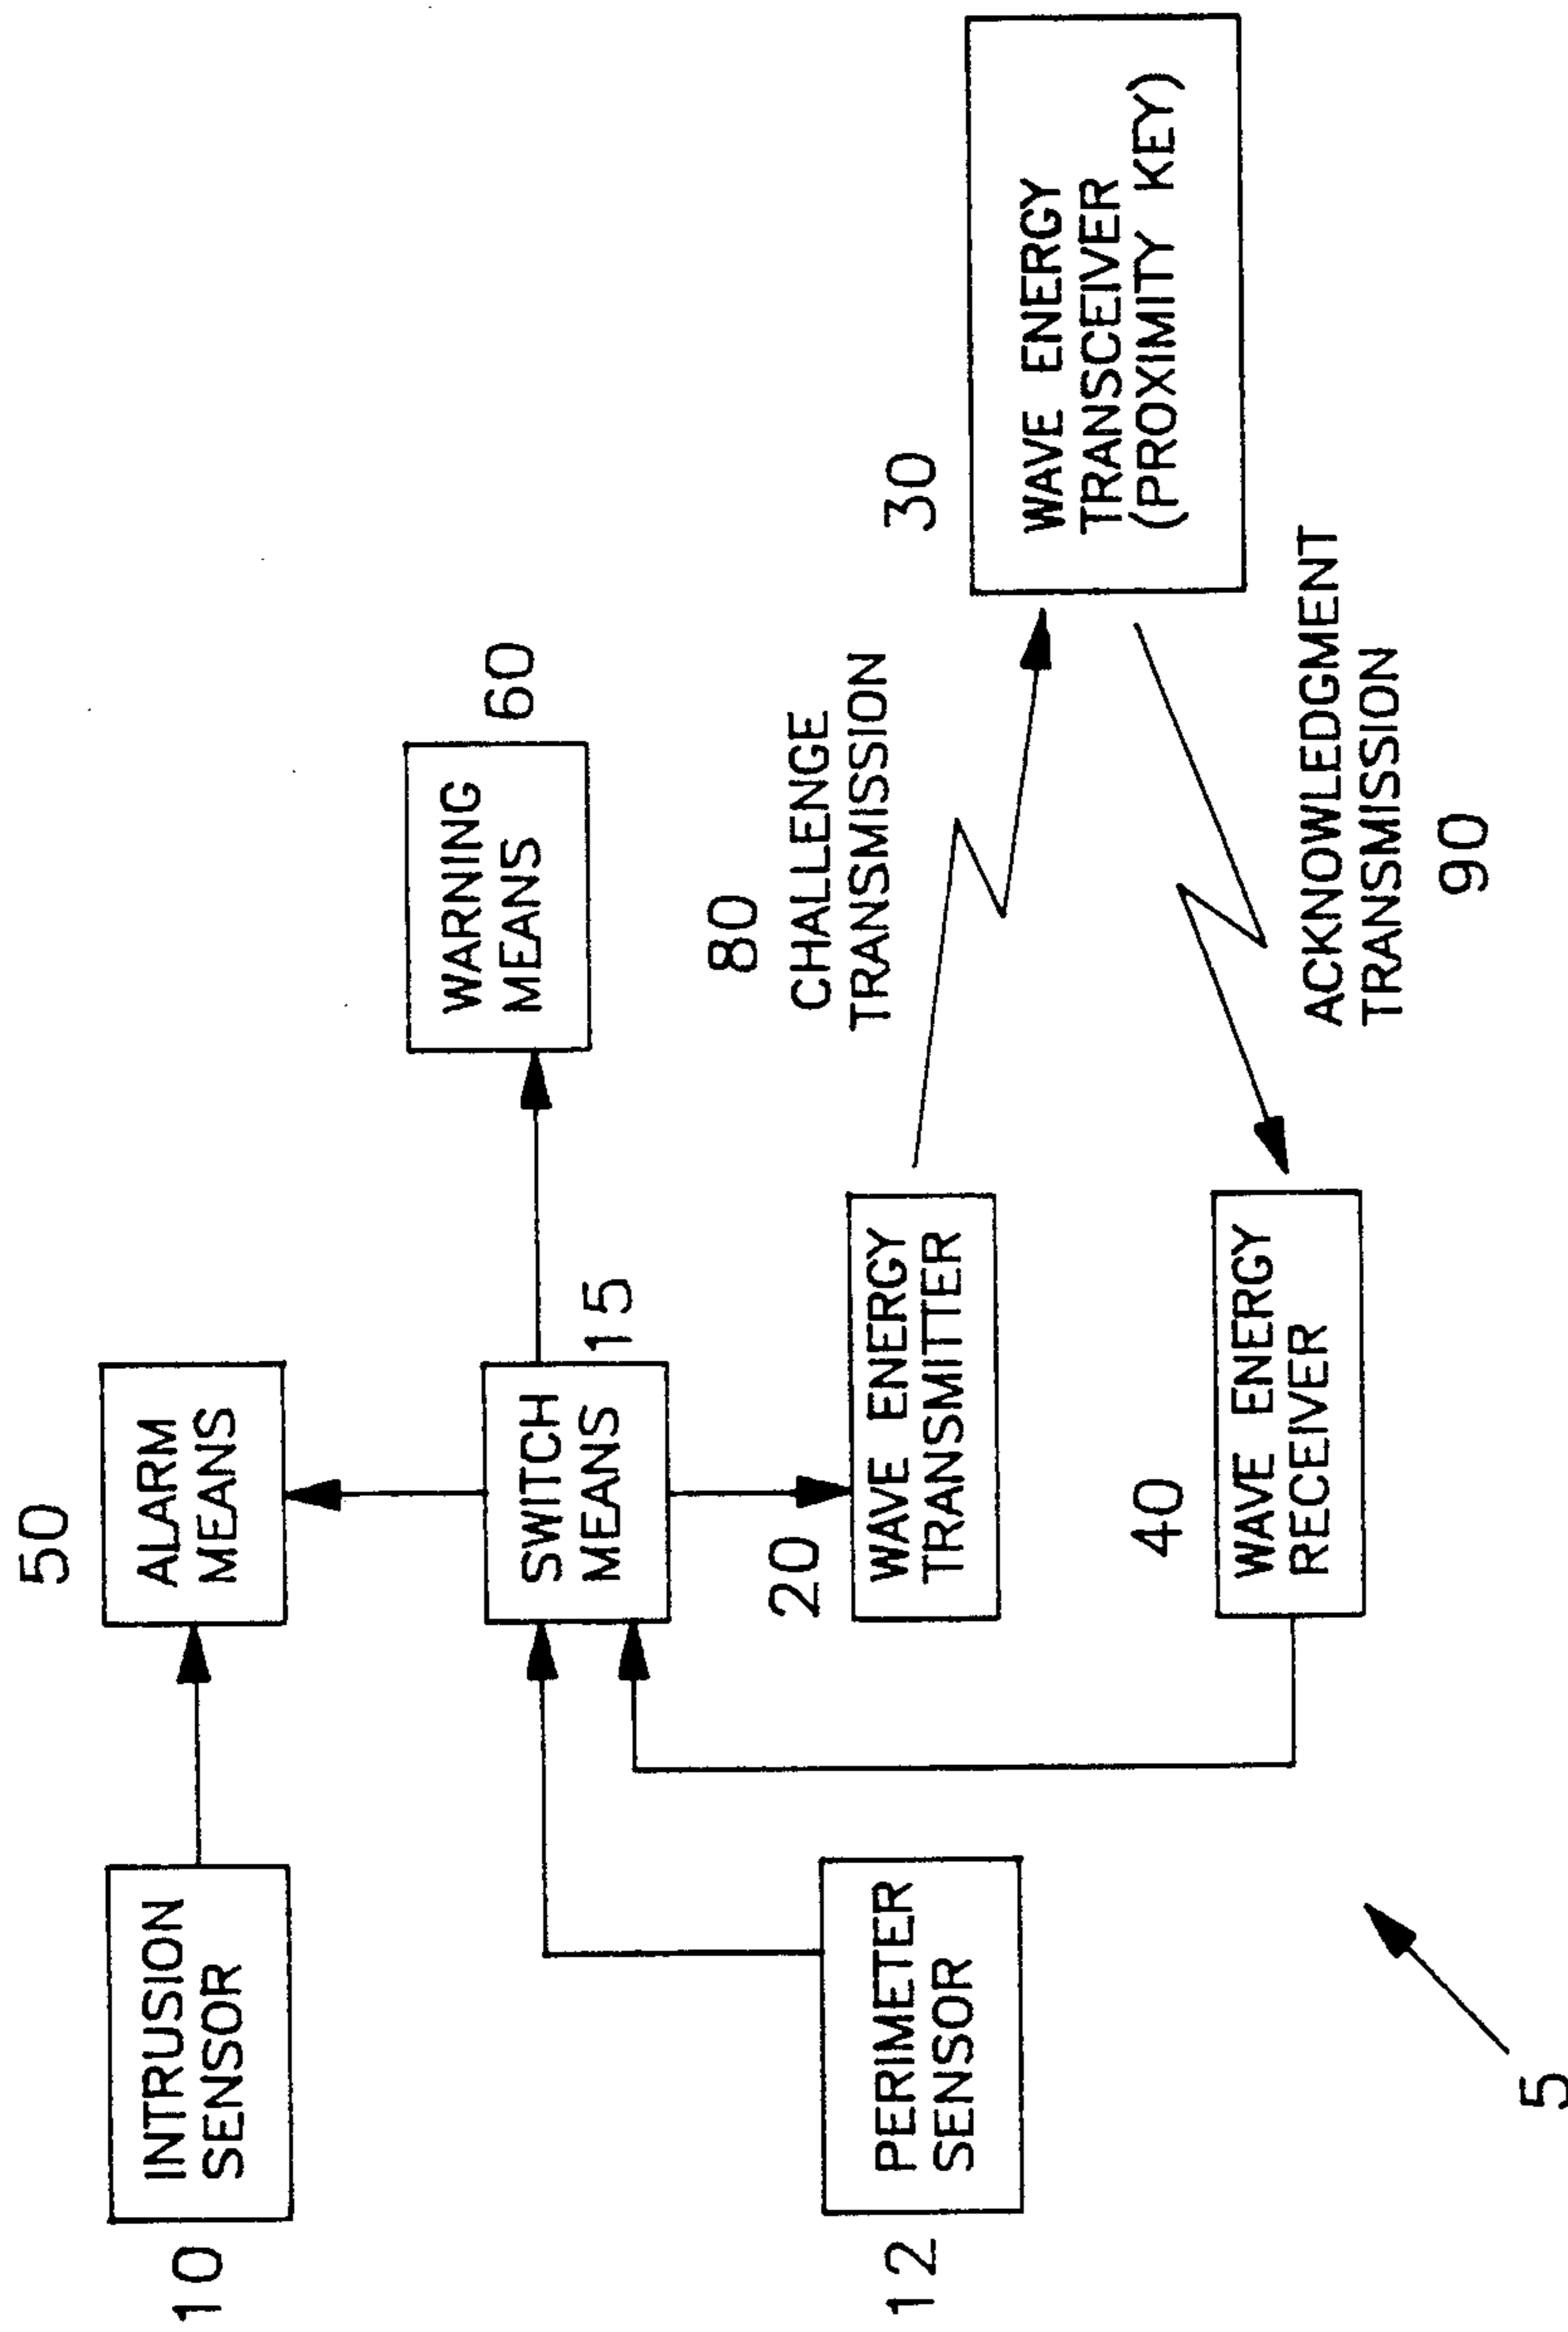 50
10
INTRUSION
SENSOR
ALARM
MEANS
WARNING
MEANS
60
SWITCH
MEANS
15
80
CHALLENGE
TRANSMISSION
30
12
PERIMETER
SENSOR
20
WAVE ENERGY
TRANSMITTER
WAVE ENERGY
TRANSCEIVER
(PROXIMITY KEY)
40
WAVE ENERGY
RECEIVER
ACKNOWLEDGMENT
TRANSMISSION
90
5